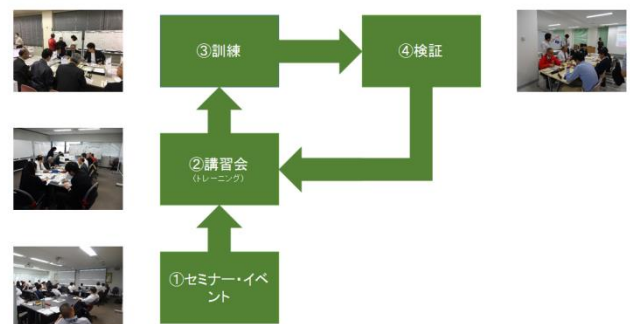 ③訓練
④検証
②講習会
(トレーニング)
①セミナー・イベ
ント